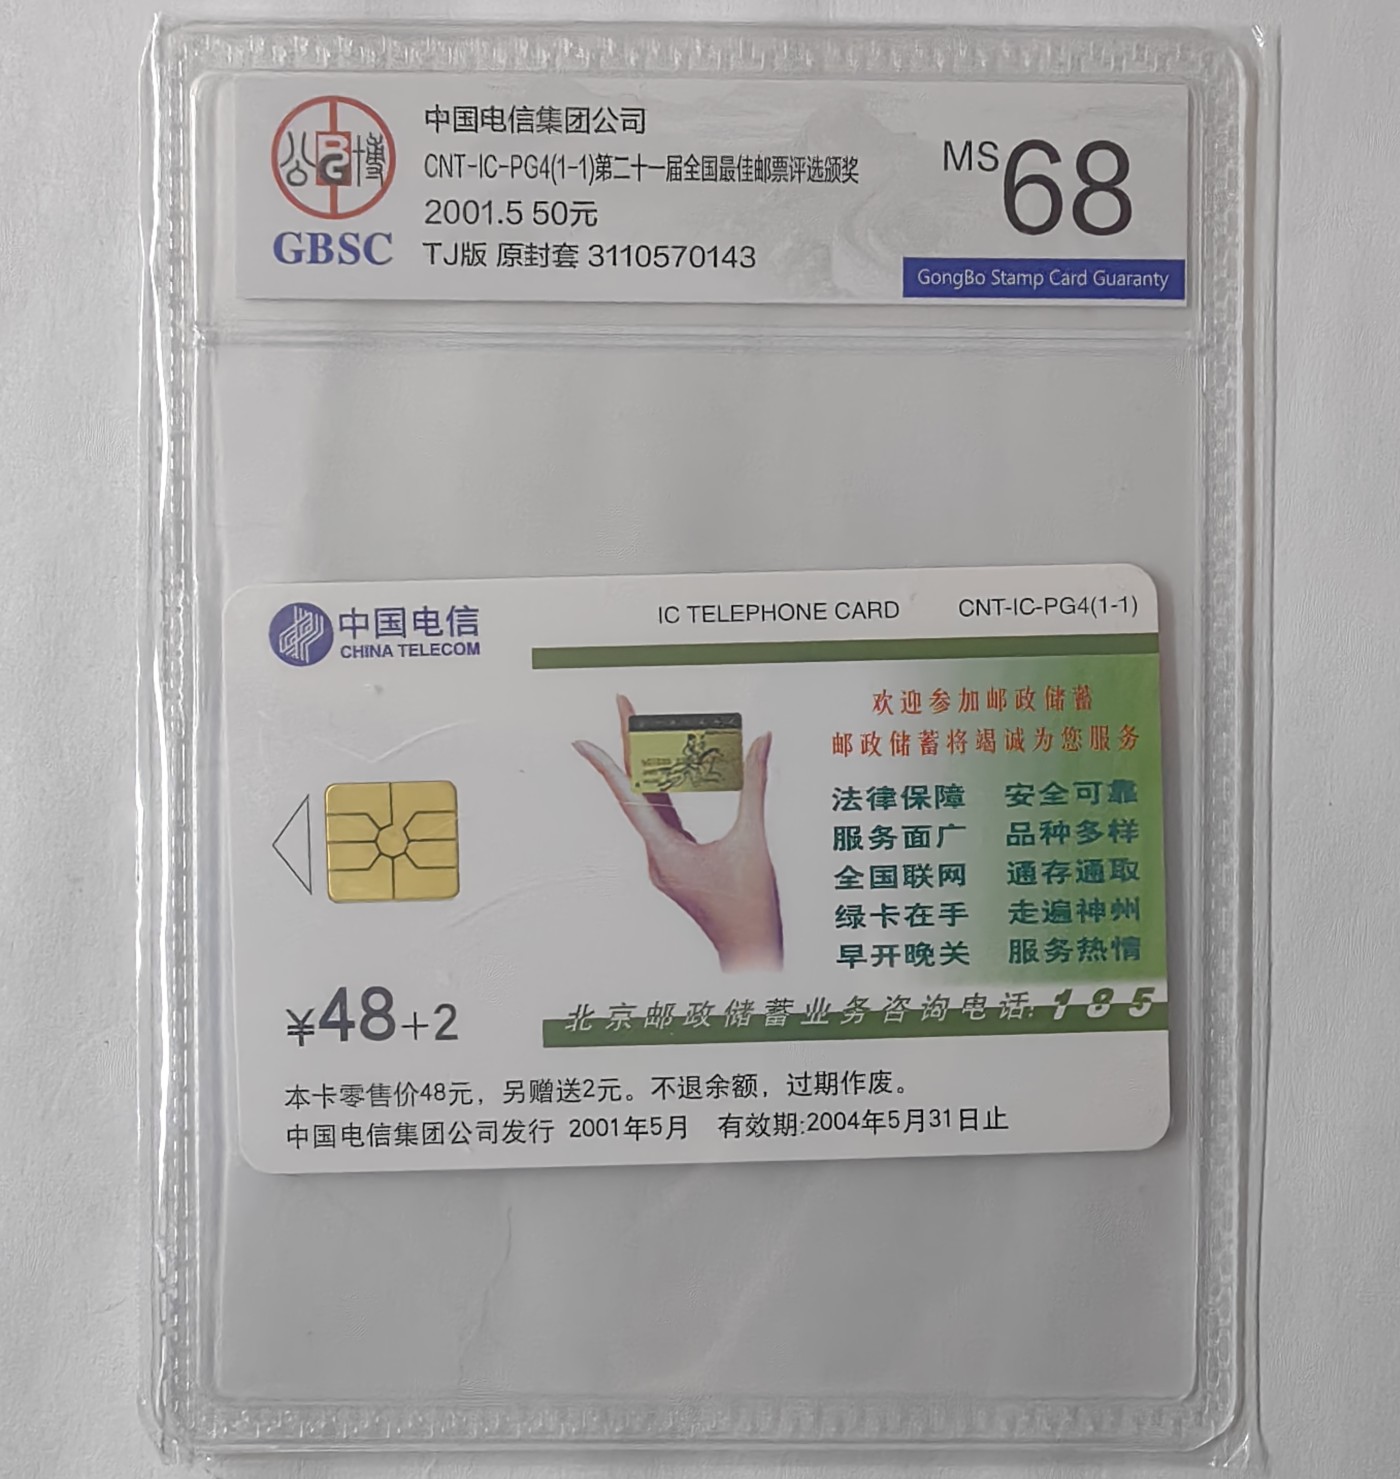 公博
GBSC
中国电信集团公司
CNT-IC-PG4(1-1)第二十一届全国最佳邮票评选颁奖
2001.5 50元
TJ版 原封套 3110570143
MS68
GongBo Stamp Card Guaranty
中国电信
CHINA TELECOM
IC TELEPHONE CARD CNT-IC-PG4(1-1)
欢迎参加邮政储蓄
邮政储蓄将竭诚为您服务
法律保障 安全可靠
服务面广 品种多样
全国联网 通存通取
绿卡在手 走遍神州
早开晚关 服务热情
北京邮政储蓄业务咨询电话:185
¥48+2
本卡零售价48元，另赠送2元。不退余额，过期作废。
中国电信集团公司发行 2001年5月 有效期:2004年5月31日止